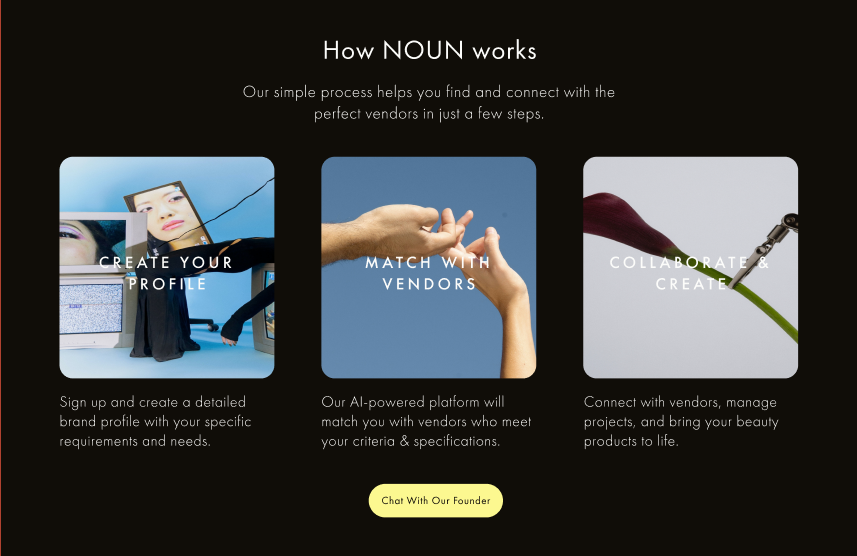 How NOUN works
Our simple process helps you find and connect with the
perfect vendors in just a few steps.
CREATE YOUR
PROFILE
MATCH WITH
VENDORS
COLLABORATE &
CREATE
Sign up and create a detailed
brand profile with your specific
requirements and needs.
Our AI-powered platform will
match you with vendors who meet
your criteria & specifications.
Connect with vendors, manage
projects, and bring your beauty
products to life.
Chat With Our Founder